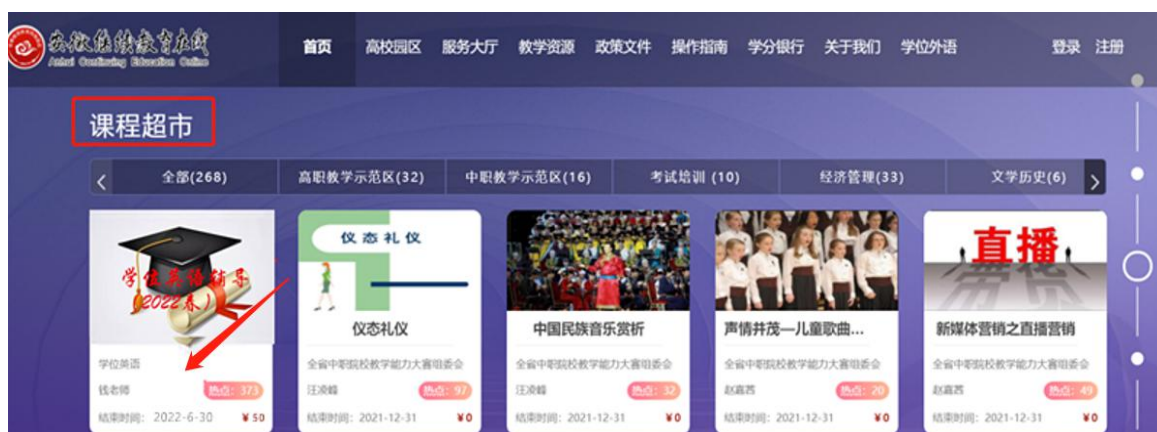 安徽继续教育在线
Anhui Continuing Education Online
首页 高校园区 服务大厅 教学资源 政策文件 操作指南 学分银行 关于我们 学位外语 登录 注册
课程超市
全部(268) 高职教学示范区(32) 中职教学示范区(16) 考试培训 (10) 经济管理(33) 文学历史(6)
学位英语辅导
(2022春)
学位英语
钱老师 热点: 373
结束时间: 2022-6-30 ¥ 50
仪态礼仪
仪态礼仪
全省中职院校教学能力大赛组委会
汪凌峰 热点: 97
结束时间: 2021-12-31 ¥0
中国民族音乐赏析
全省中职院校教学能力大赛组委会
汪凌峰 热点: 32
结束时间: 2021-12-31 ¥0
声情并茂—儿童歌曲...
全省中职院校教学能力大赛组委会
赵嘉茜 热点: 20
结束时间: 2021-12-31 ¥0
直播
新媒体营销之直播营销
全省中职院校教学能力大赛组委会
赵嘉茜 热点: 49
结束时间: 2021-12-31 ¥0